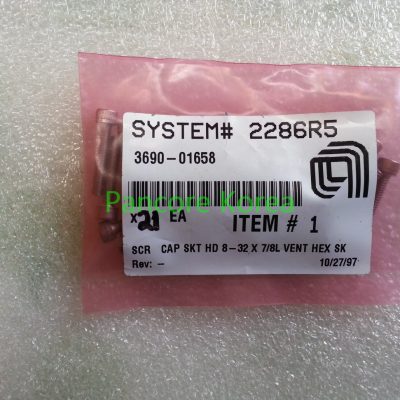 SYSTEM# 2286R5
3690-01658
Pancore Korea
x21 EA
ITEM # 1
SCR CAP SKT HD 8-32 X 7/8L VENT HEX SK
Rev: -
10/27/97